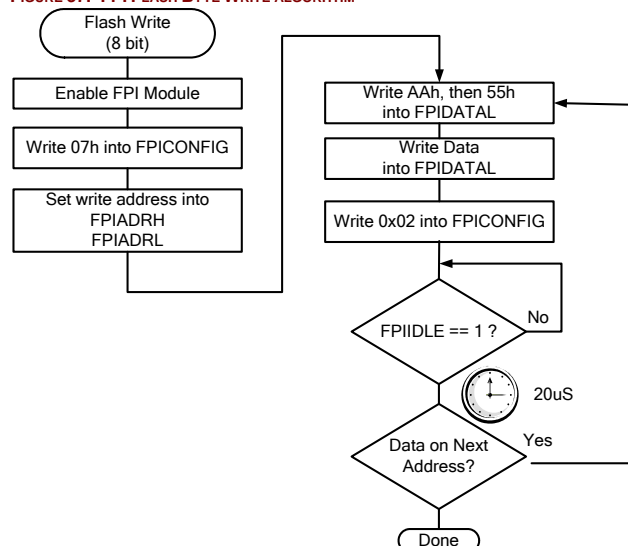 Flash Write
(8 bit)
Enable FPI Module
Write 07h into FPICONFIG
Set write address into
FPIADRH
FPIADRL
Write AAh, then 55h
into FPIDATAL
Write Data
into FPIDATAL
Write 0x02 into FPICONFIG
FPIIDLE == 1 ?
No
20uS
Data on Next
Address?
Yes
Done